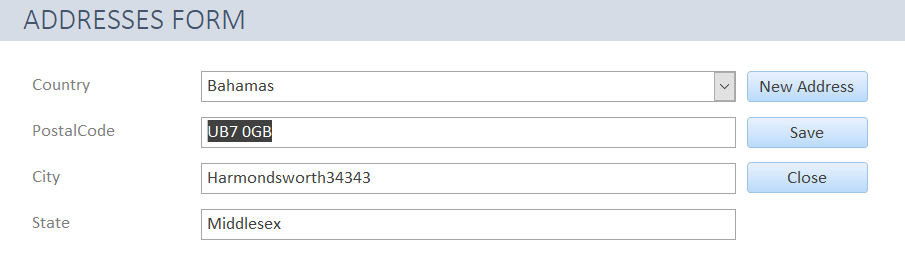 ADDRESSES FORM
Country Bahamas New Address
PostalCode UB7 0GB Save
City Harmondsworth34343 Close
State Middlesex